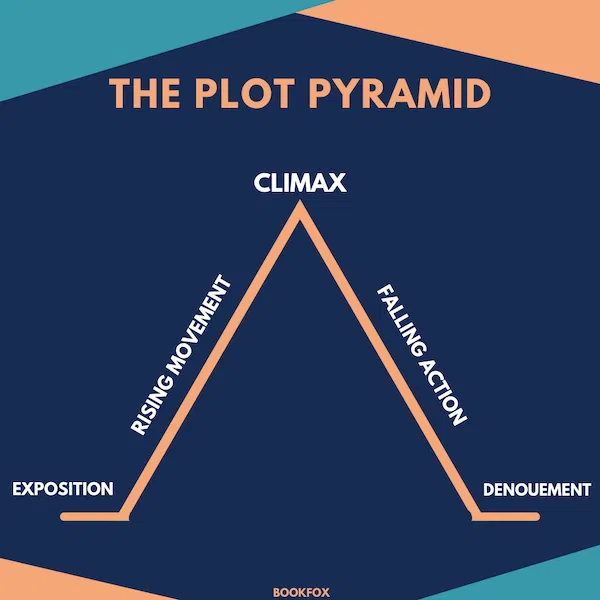 THE PLOT PYRAMID
CLIMAX
RISING MOVEMENT
FALLING ACTION
EXPOSITION
DENOUEMENT
BOOKFOX